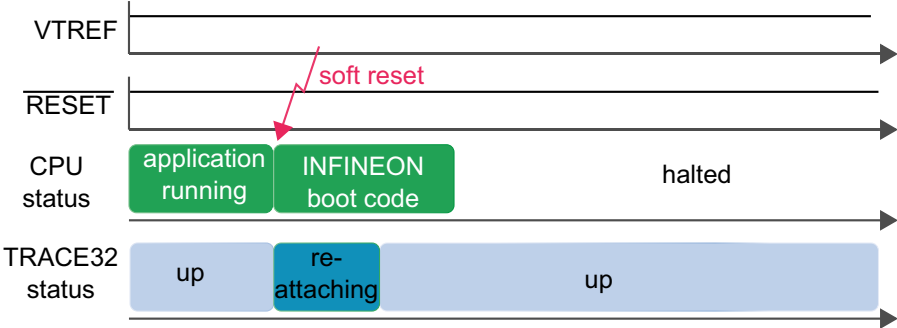 VTREF
soft reset
RESET
CPU
status
application
running
INFINEON
boot code
halted
TRACE32
status
up
re-
attaching
up